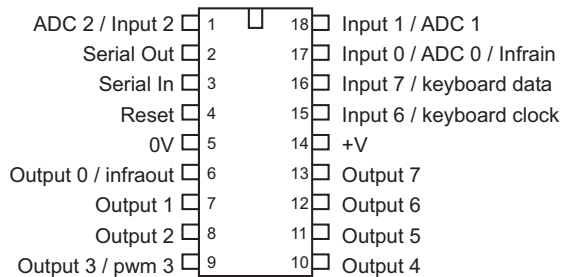 ADC 2 / Input 2 1 18 Input 1 / ADC 1
Serial Out 2 17 Input 0 / ADC 0 / Infrain
Serial In 3 16 Input 7 / keyboard data
Reset 4 15 Input 6 / keyboard clock
0V 5 14 +V
Output 0 / infraout 6 13 Output 7
Output 1 7 12 Output 6
Output 2 8 11 Output 5
Output 3 / pwm 3 9 10 Output 4